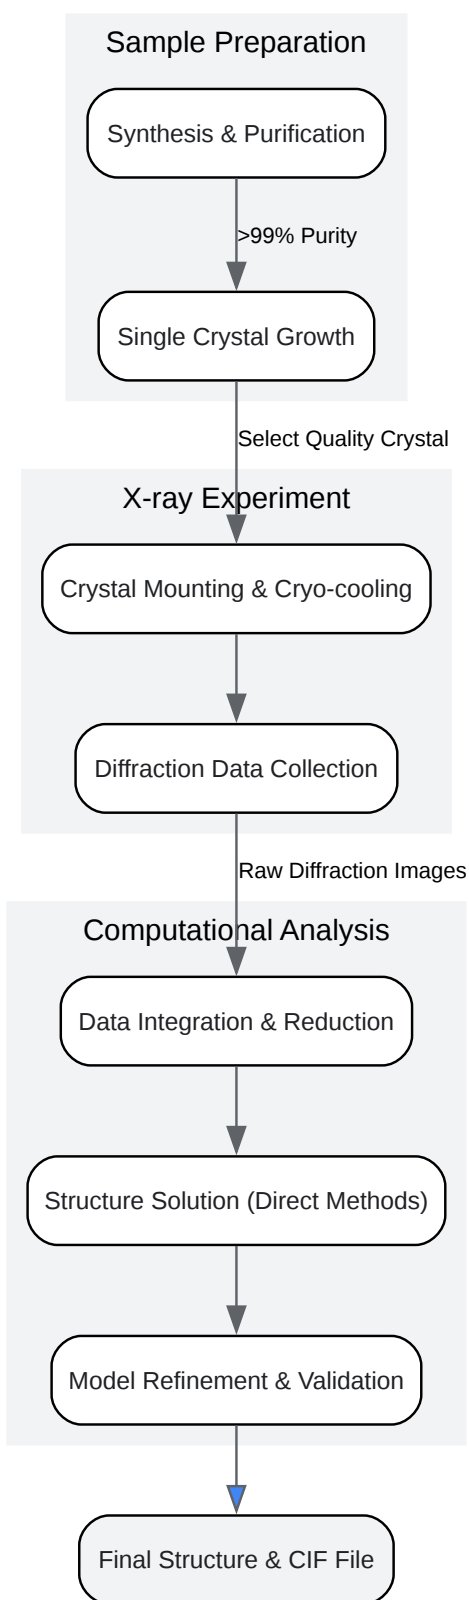 Sample Preparation
Synthesis & Purification
>99% Purity
Single Crystal Growth
Select Quality Crystal
X-ray Experiment
Crystal Mounting & Cryo-cooling
Diffraction Data Collection
Raw Diffraction Images
Computational Analysis
Data Integration & Reduction
Structure Solution (Direct Methods)
Model Refinement & Validation
Final Structure & CIF File